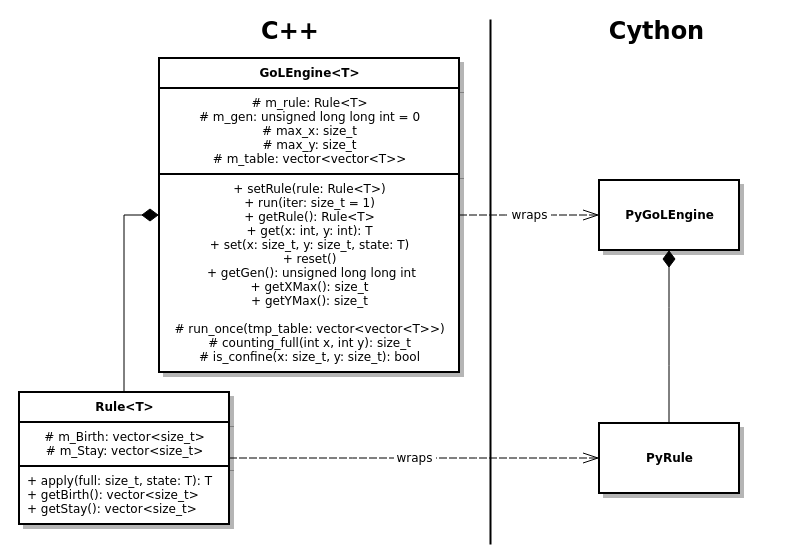 C++
Cython
GoLEngine<T>
# m_rule: Rule<T>
# m_gen: unsigned long long int = 0
# max_x: size_t
# max_y: size_t
# m_table: vector<vector<T>>
+ setRule(rule: Rule<T>)
+ run(iter: size_t = 1)
+ getRule(): Rule<T>
+ get(x: int, y: int): T
+ set(x: size_t, y: size_t, state: T)
+ reset()
+ getGen(): unsigned long long int
+ getXMax(): size_t
+ getYMax(): size_t
# run_once(tmp_table: vector<vector<T>>)
# counting_full(int x, int y): size_t
# is_confine(x: size_t, y: size_t): bool
wraps
PyGoLEngine
Rule<T>
# m_Birth: vector<size_t>
# m_Stay: vector<size_t>
+ apply(full: size_t, state: T): T
+ getBirth(): vector<size_t>
+ getStay(): vector<size_t>
wraps
PyRule